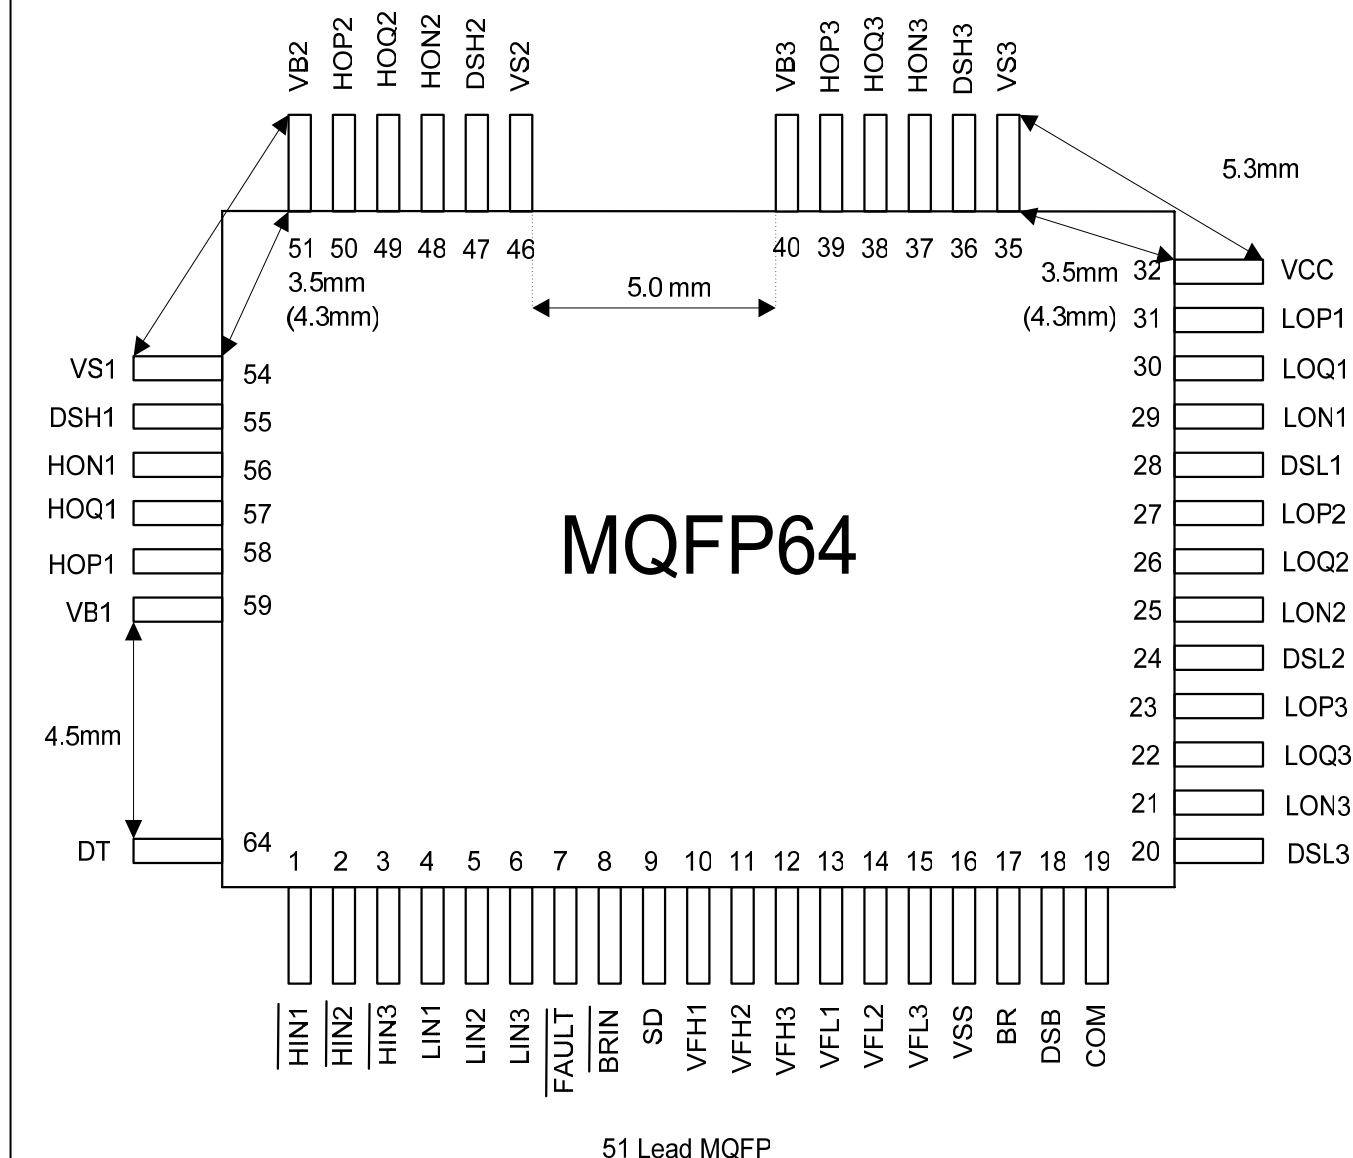 VB2 HOP2 HOQ2 HON2 DSH2 VS2 VB3 HOP3 HOQ3 HON3 DSH3 VS3
5.3mm
51 50 49 48 47 46 40 39 38 37 36 35
3.5mm
(4.3mm)
5.0 mm
3.5mm
(4.3mm)
32 VCC
31 LOP1
30 LOQ1
29 LON1
28 DSL1
27 LOP2
26 LOQ2
25 LON2
24 DSL2
23 LOP3
22 LOQ3
21 LON3
20 DSL3
VS1 54
DSH1 55
HON1 56
HOQ1 57
HOP1 58
VB1 59
4.5mm
DT 64
MQFP64
1 2 3 4 5 6 7 8 9 10 11 12 13 14 15 16 17 18 19
HIN1 HIN2 HIN3 LIN1 LIN2 LIN3 FAULT BRIN SD VFH1 VFH2 VFH3 VFL1 VFL2 VFL3 VSS BR DSB COM
51 Lead MQFP